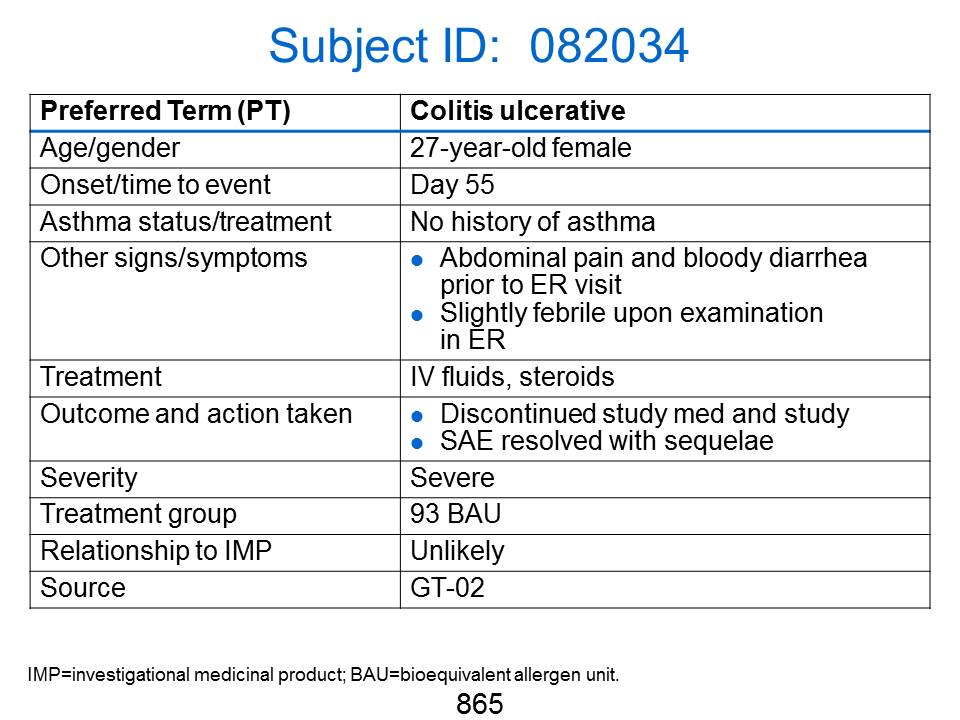 Subject ID:  082034
Preferred Term (PT) Colitis ulcerative
Age/gender 27-year-old female
Onset/time to event Day 55
Asthma status/treatment No history of asthma
Other signs/symptoms ● Abdominal pain and bloody diarrhea
prior to ER visit
● Slightly febrile upon examination
in ER
Treatment IV fluids, steroids
Outcome and action taken ● Discontinued study med and study
● SAE resolved with sequelae
Severity Severe
Treatment group 93 BAU
Relationship to IMP Unlikely
Source GT-02
IMP=investigational medicinal product; BAU=bioequivalent allergen unit.
865